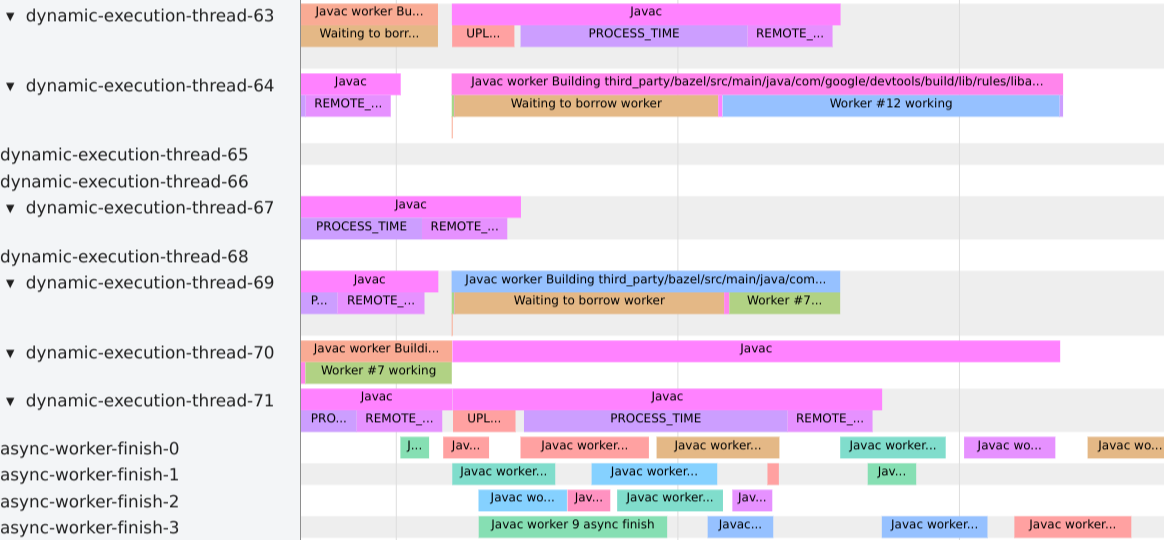 ▼ dynamic-execution-thread-63 Javac worker Bu... Javac
Waiting to borr... UPL... PROCESS_TIME REMOTE_...
▼ dynamic-execution-thread-64 Javac Javac worker Building third_party/bazel/src/main/java/com/google/devtools/build/lib/rules/liba...
REMOTE_... Waiting to borrow worker Worker #12 working
dynamic-execution-thread-65
dynamic-execution-thread-66
▼ dynamic-execution-thread-67 Javac
PROCESS_TIME REMOTE_...
dynamic-execution-thread-68
▼ dynamic-execution-thread-69 Javac Javac worker Building third_party/bazel/src/main/java/com...
P... REMOTE_... Waiting to borrow worker Worker #7...
▼ dynamic-execution-thread-70 Javac worker Buildi... Javac
Worker #7 working
▼ dynamic-execution-thread-71 Javac Javac
PRO... REMOTE_... UPL... PROCESS_TIME REMOTE_...
async-worker-finish-0 J... Jav... Javac worker... Javac worker... Javac worker... Javac wo... Javac wo...
async-worker-finish-1 Javac worker... Javac worker... Jav...
async-worker-finish-2 Javac wo... Jav... Javac worker... Jav...
async-worker-finish-3 Javac worker 9 async finish Javac... Javac worker... Javac worker...